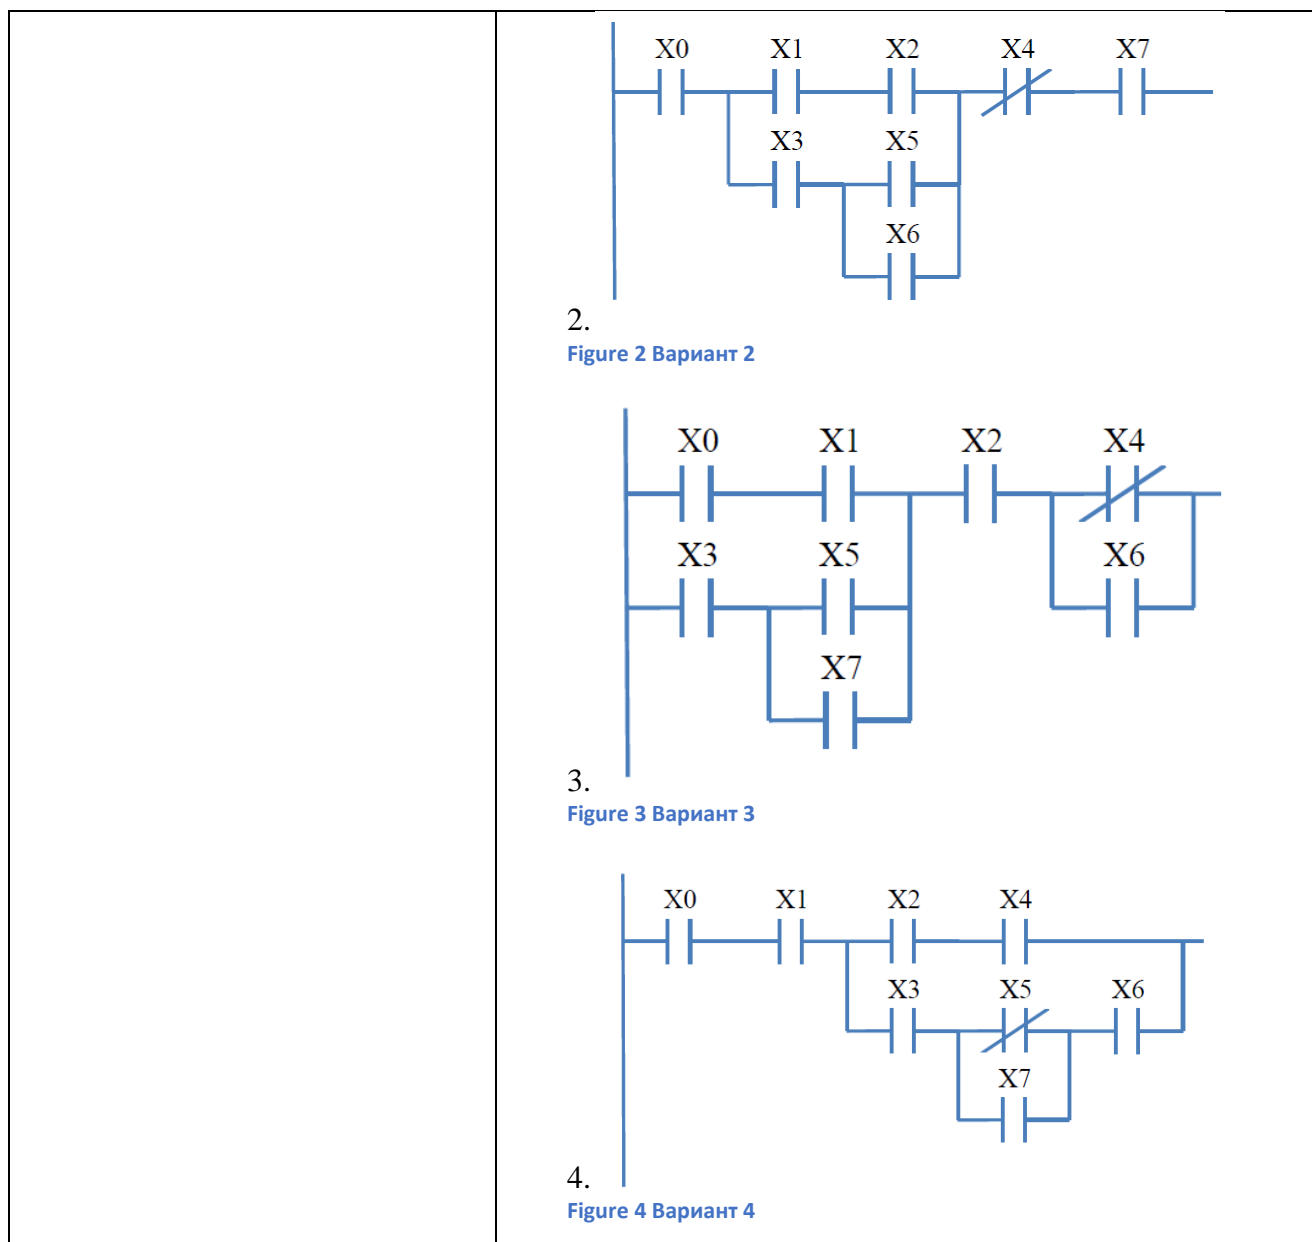 X0 X1 X2 X4 X7
X3 X5
X6
2.
Figure 2 Вариант 2
X0 X1 X2 X4
X3 X5 X6
X7
3.
Figure 3 Вариант 3
X0 X1 X2 X4
X3 X5 X6
X7
4.
Figure 4 Вариант 4